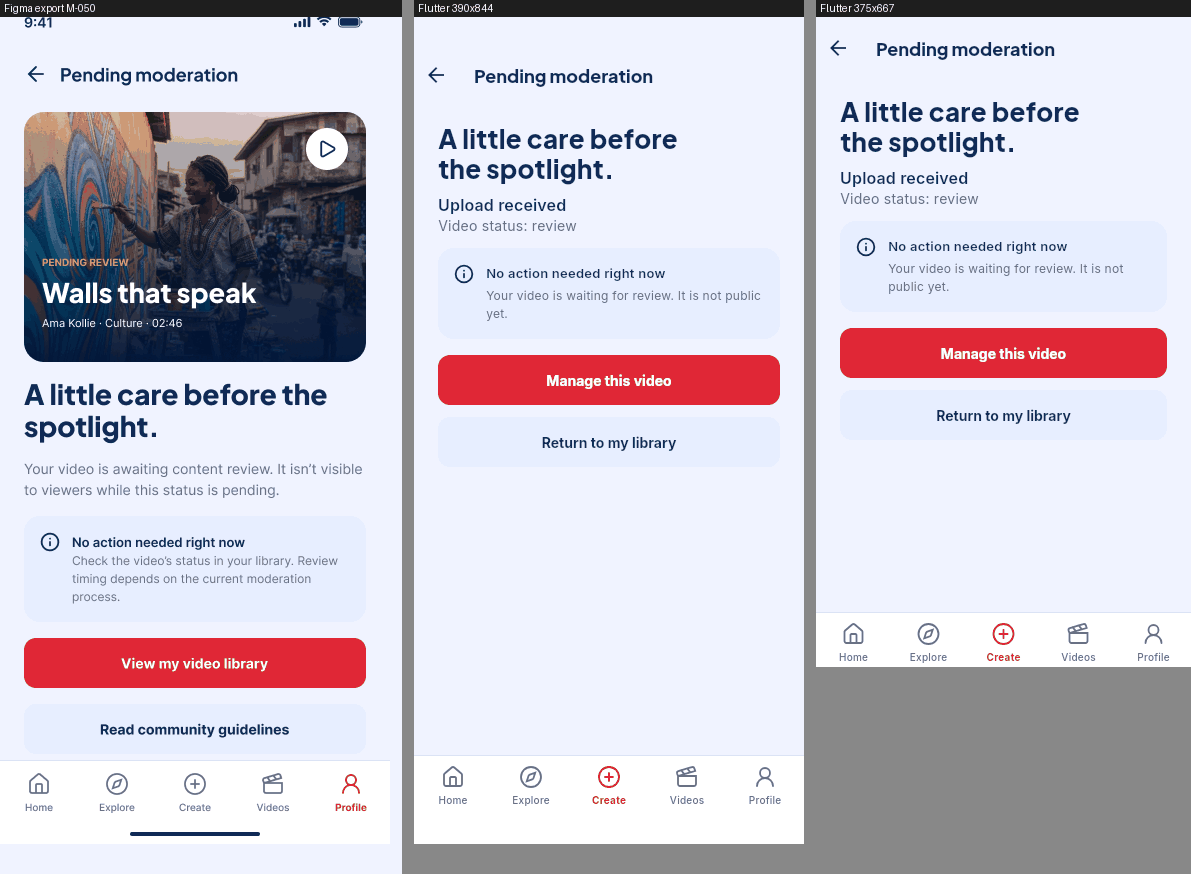 Figma export M-050
9:41
Pending moderation
PENDING REVIEW
Walls that speak
Ama Kollie · Culture · 02:46
A little care before the
spotlight.
Your video is awaiting content review. It isn’t visible
to viewers while this status is pending.
No action needed right now
Check the video’s status in your library. Review
timing depends on the current moderation
process.
View my video library
Read community guidelines
Home
Explore
Create
Videos
Profile
Flutter 390x844
Pending moderation
A little care before
the spotlight.
Upload received
Video status: review
No action needed right now
Your video is waiting for review. It is not public
yet.
Manage this video
Return to my library
Home
Explore
Create
Videos
Profile
Flutter 375x667
Pending moderation
A little care before
the spotlight.
Upload received
Video status: review
No action needed right now
Your video is waiting for review. It is not
public yet.
Manage this video
Return to my library
Home
Explore
Create
Videos
Profile